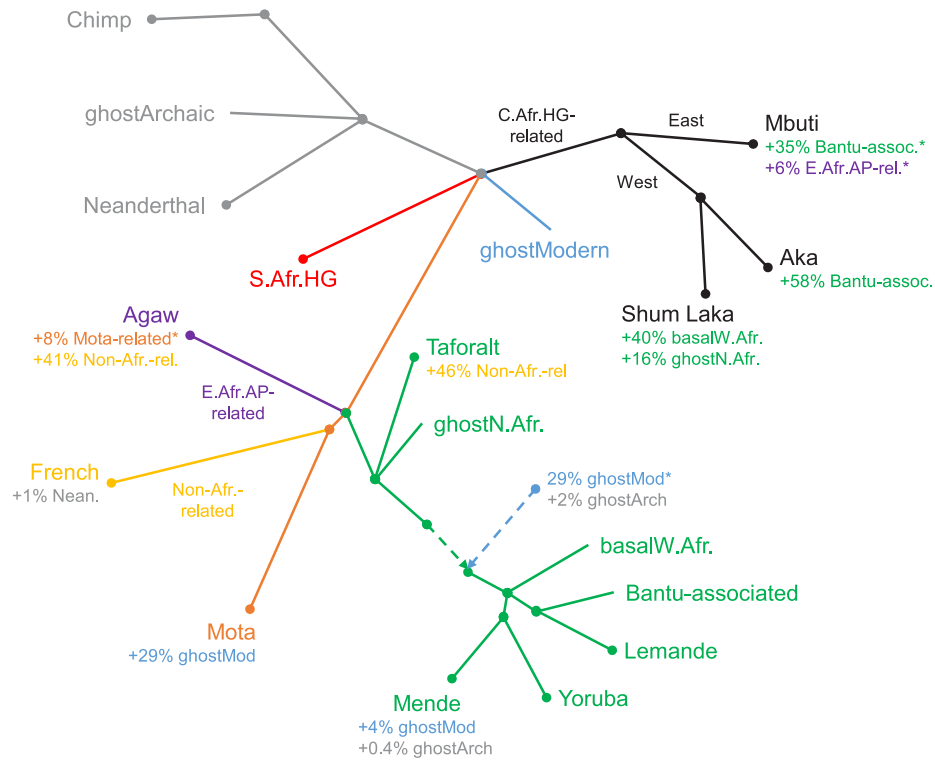 Chimp
ghostArchaic
Neanderthal
C.Afr.HG-
related
East
Mbuti
+35% Bantu-assoc.*
+6% E.Afr.AP-rel.*
West
S.Afr.HG
ghostModern
Aka
+58% Bantu-assoc.
Shum Laka
+40% basalW.Afr.
+16% ghostN.Afr.
Agaw
+8% Mota-related*
+41% Non-Afr.-rel.
E.Afr.AP-
related
Taforalt
+46% Non-Afr.-rel
ghostN.Afr.
French
+1% Nean.
Non-Afr.-
related
29% ghostMod*
+2% ghostArch
basalW.Afr.
Bantu-associated
Lemande
Mota
+29% ghostMod
Mende
+4% ghostMod
+0.4% ghostArch
Yoruba